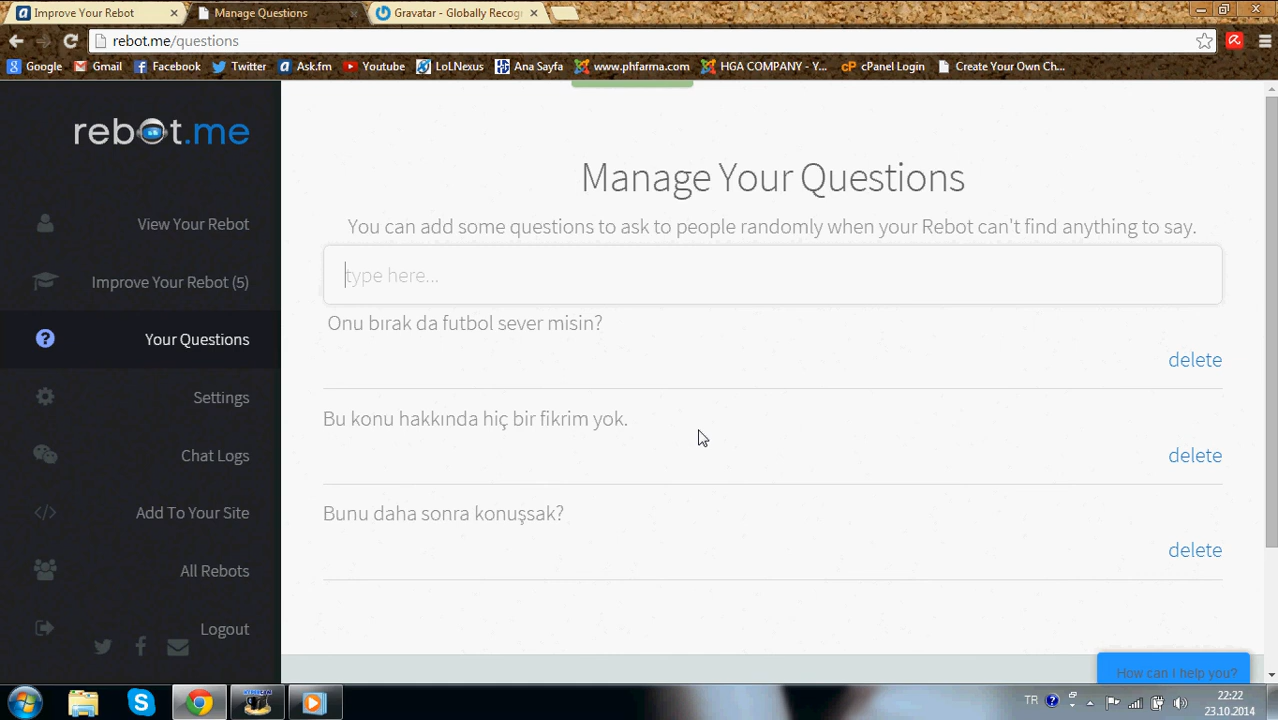 Improve Your Rebot
Manage Questions
Gravatar - Globally Recog
rebot.me/questions
Google
Gmail
Facebook
Twitter
Ask.fm
Youtube
LoLNexus
Ana Sayfa
www.phfarma.com
HGA COMPANY - Y...
cPanel Login
Create Your Own Ch...
rebot.me
View Your Rebot
Improve Your Rebot (5)
Your Questions
Settings
Chat Logs
Add To Your Site
All Rebots
Logout
Manage Your Questions
You can add some questions to ask to people randomly when your Rebot can't find anything to say.
type here...
Onu bırak da futbol sever misin?
delete
Bu konu hakkında hiç bir fikrim yok.
delete
Bunu daha sonra konuşsak?
delete
How can I help you?
TR
22:22
23.10.2014